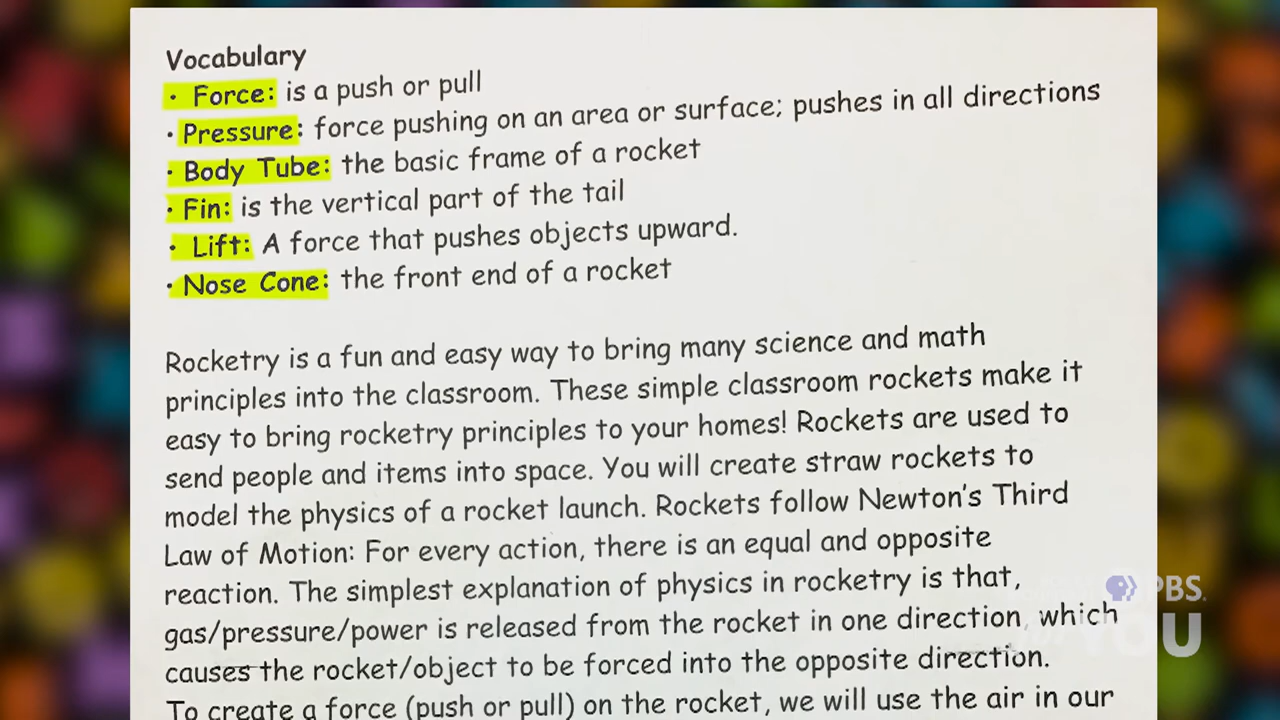 Vocabulary
· Force: is a push or pull
· Pressure: force pushing on an area or surface; pushes in all directions
· Body Tube: the basic frame of a rocket
· Fin: is the vertical part of the tail
· Lift: A force that pushes objects upward.
· Nose Cone: the front end of a rocket
Rocketry is a fun and easy way to bring many science and math
principles into the classroom. These simple classroom rockets make it
easy to bring rocketry principles to your homes! Rockets are used to
send people and items into space. You will create straw rockets to
model the physics of a rocket launch. Rockets follow Newton's Third
Law of Motion: For every action, there is an equal and opposite
reaction. The simplest explanation of physics in rocketry is that,
gas/pressure/power is released from the rocket in one direction, which
causes the rocket/object to be forced into the opposite direction.
To create a force (push or pull) on the rocket, we will use the air in our
PBS.
YOU